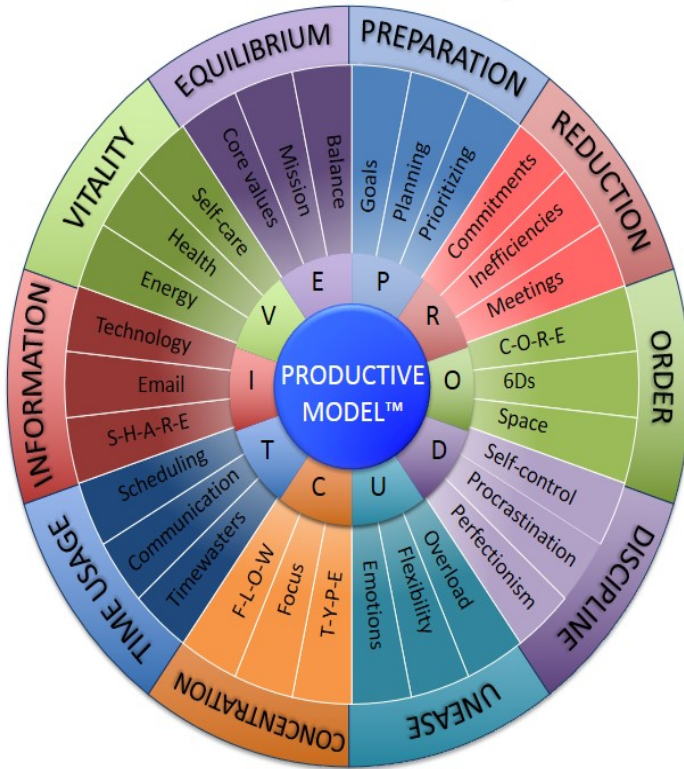 PRODUCTIVE
MODEL™
P
PREPARATION
Goals
Planning
Prioritizing
R
REDUCTION
Commitments
Inefficiencies
Meetings
O
ORDER
C-O-R-E
6Ds
Space
D
DISCIPLINE
Self-control
Procrastination
Perfectionism
U
UNEASE
Overload
Flexibility
Emotions
C
CONCENTRATION
T-Y-P-E
Focus
F-L-O-W
T
TIME USAGE
Timewasters
Communication
Scheduling
I
INFORMATION
S-H-A-R-E
Email
Technology
V
VITALITY
Energy
Health
Self-care
E
EQUILIBRIUM
Core values
Mission
Balance